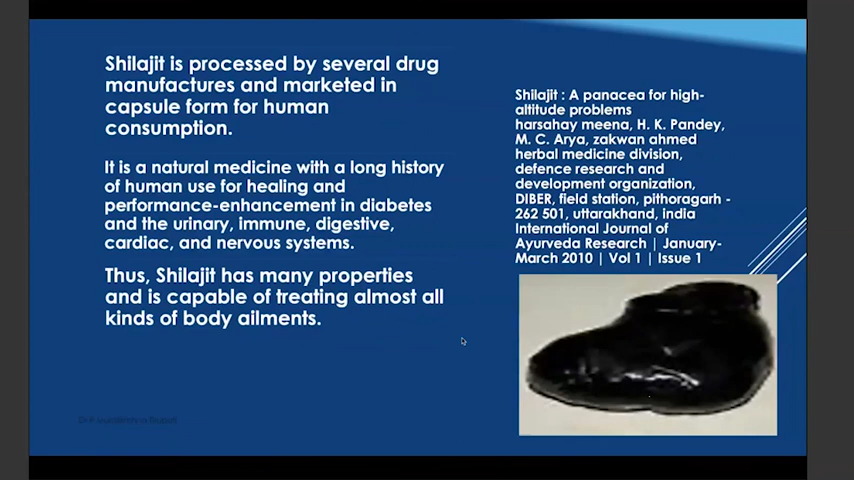 Shilajit is processed by several drug
manufactures and marketed in
capsule form for human
consumption.
It is a natural medicine with a long history
of human use for healing and
performance-enhancement in diabetes
and the urinary, immune, digestive,
cardiac, and nervous systems.
Thus, Shilajit has many properties
and is capable of treating almost all
kinds of body ailments.
Shilajit : A panacea for high-
altitude problems
harsahay meena, H. K. Pandey,
M. C. Arya, zakwan ahmed
herbal medicine division,
defence research and
development organization,
DIBER, field station, pithoragarh -
262 501, uttarakhand, india
International Journal of
Ayurveda Research | January-
March 2010 | Vol 1 | Issue 1